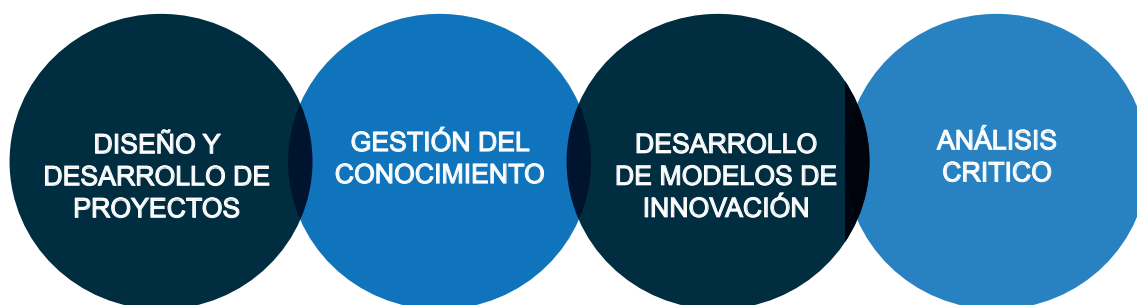 DISEÑO Y
DESARROLLO DE
PROYECTOS
GESTIÓN DEL
CONOCIMIENTO
DESARROLLO
DE MODELOS DE
INNOVACIÓN
ANÁLISIS
CRITICO